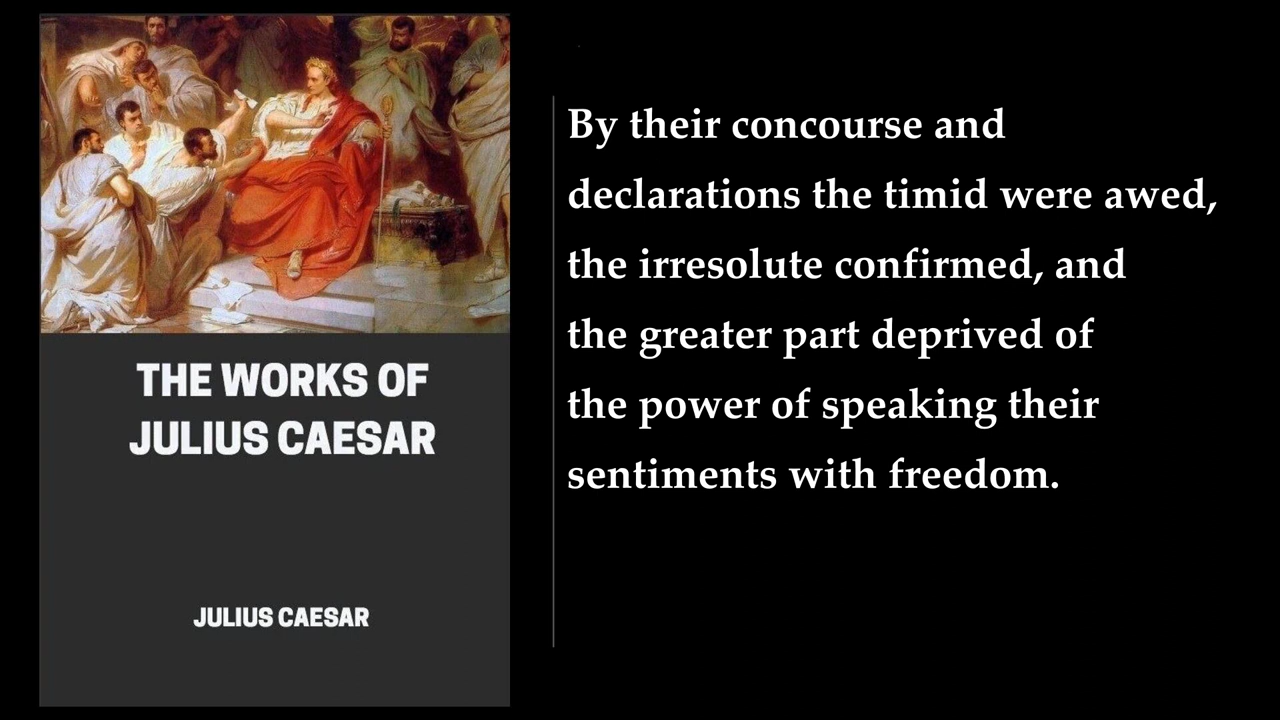 THE WORKS OF
JULIUS CAESAR
JULIUS CAESAR
By their concourse and
declarations the timid were awed,
the irresolute confirmed, and
the greater part deprived of
the power of speaking their
sentiments with freedom.